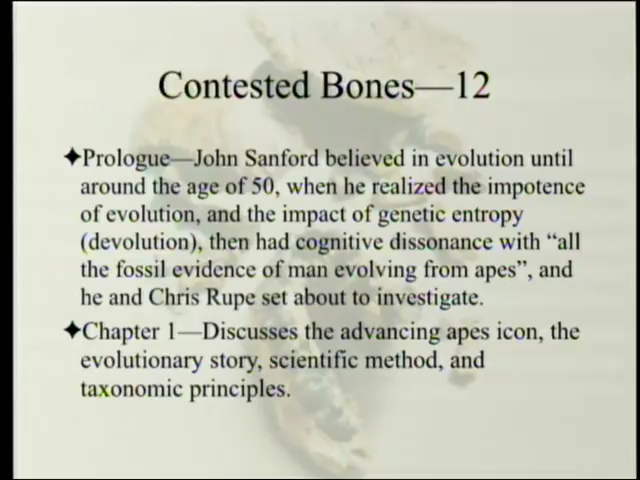 Contested Bones—12
✦Prologue—John Sanford believed in evolution until
around the age of 50, when he realized the impotence
of evolution, and the impact of genetic entropy
(devolution), then had cognitive dissonance with “all
the fossil evidence of man evolving from apes”, and
he and Chris Rupe set about to investigate.
✦Chapter 1—Discusses the advancing apes icon, the
evolutionary story, scientific method, and
taxonomic principles.